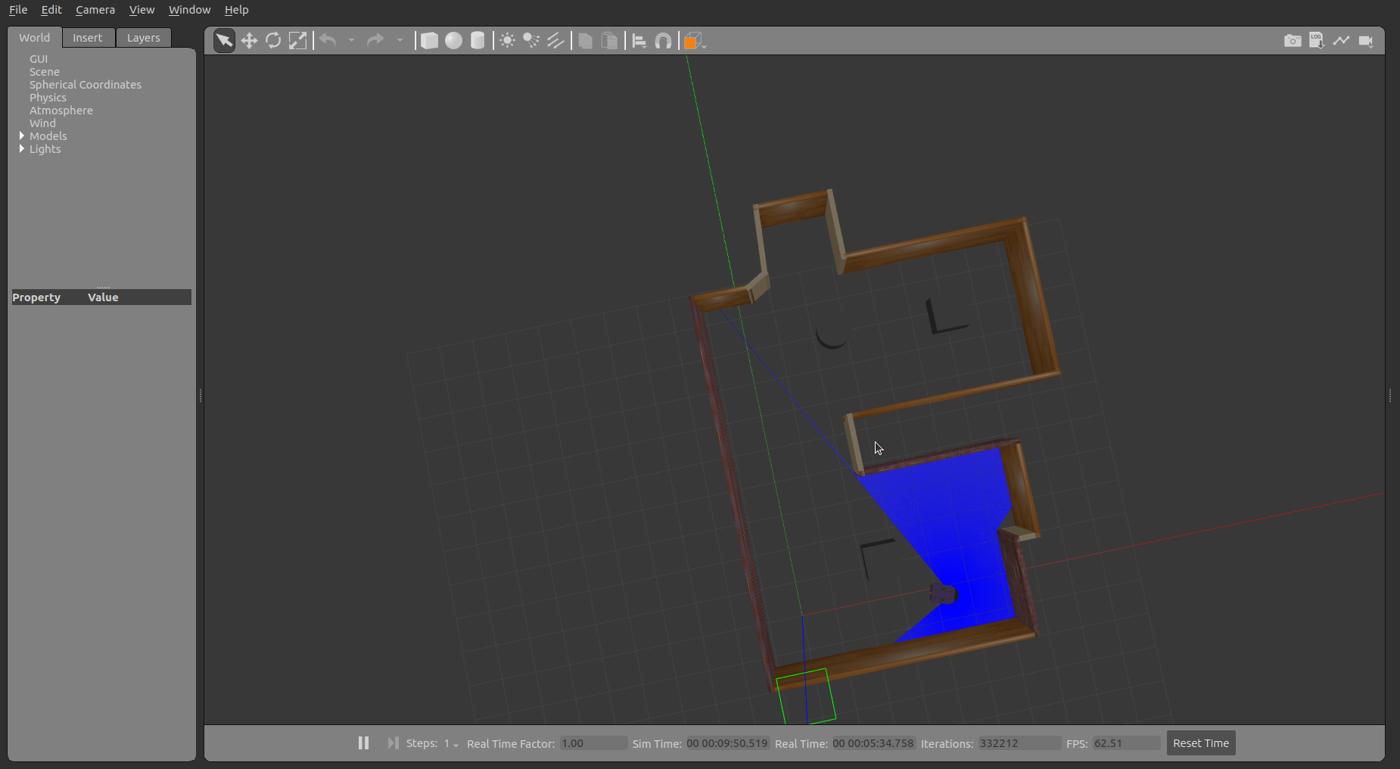 File Edit Camera View Window Help
World Insert Layers
LOG
GUI
Scene
Spherical Coordinates
Physics
Atmosphere
Wind
Models
Lights
Property Value
Steps: 1 Real Time Factor: 1.00 Sim Time: 00 00:09:50.519 Real Time: 00 00:05:34.758 Iterations: 332212 FPS: 62.51 Reset Time